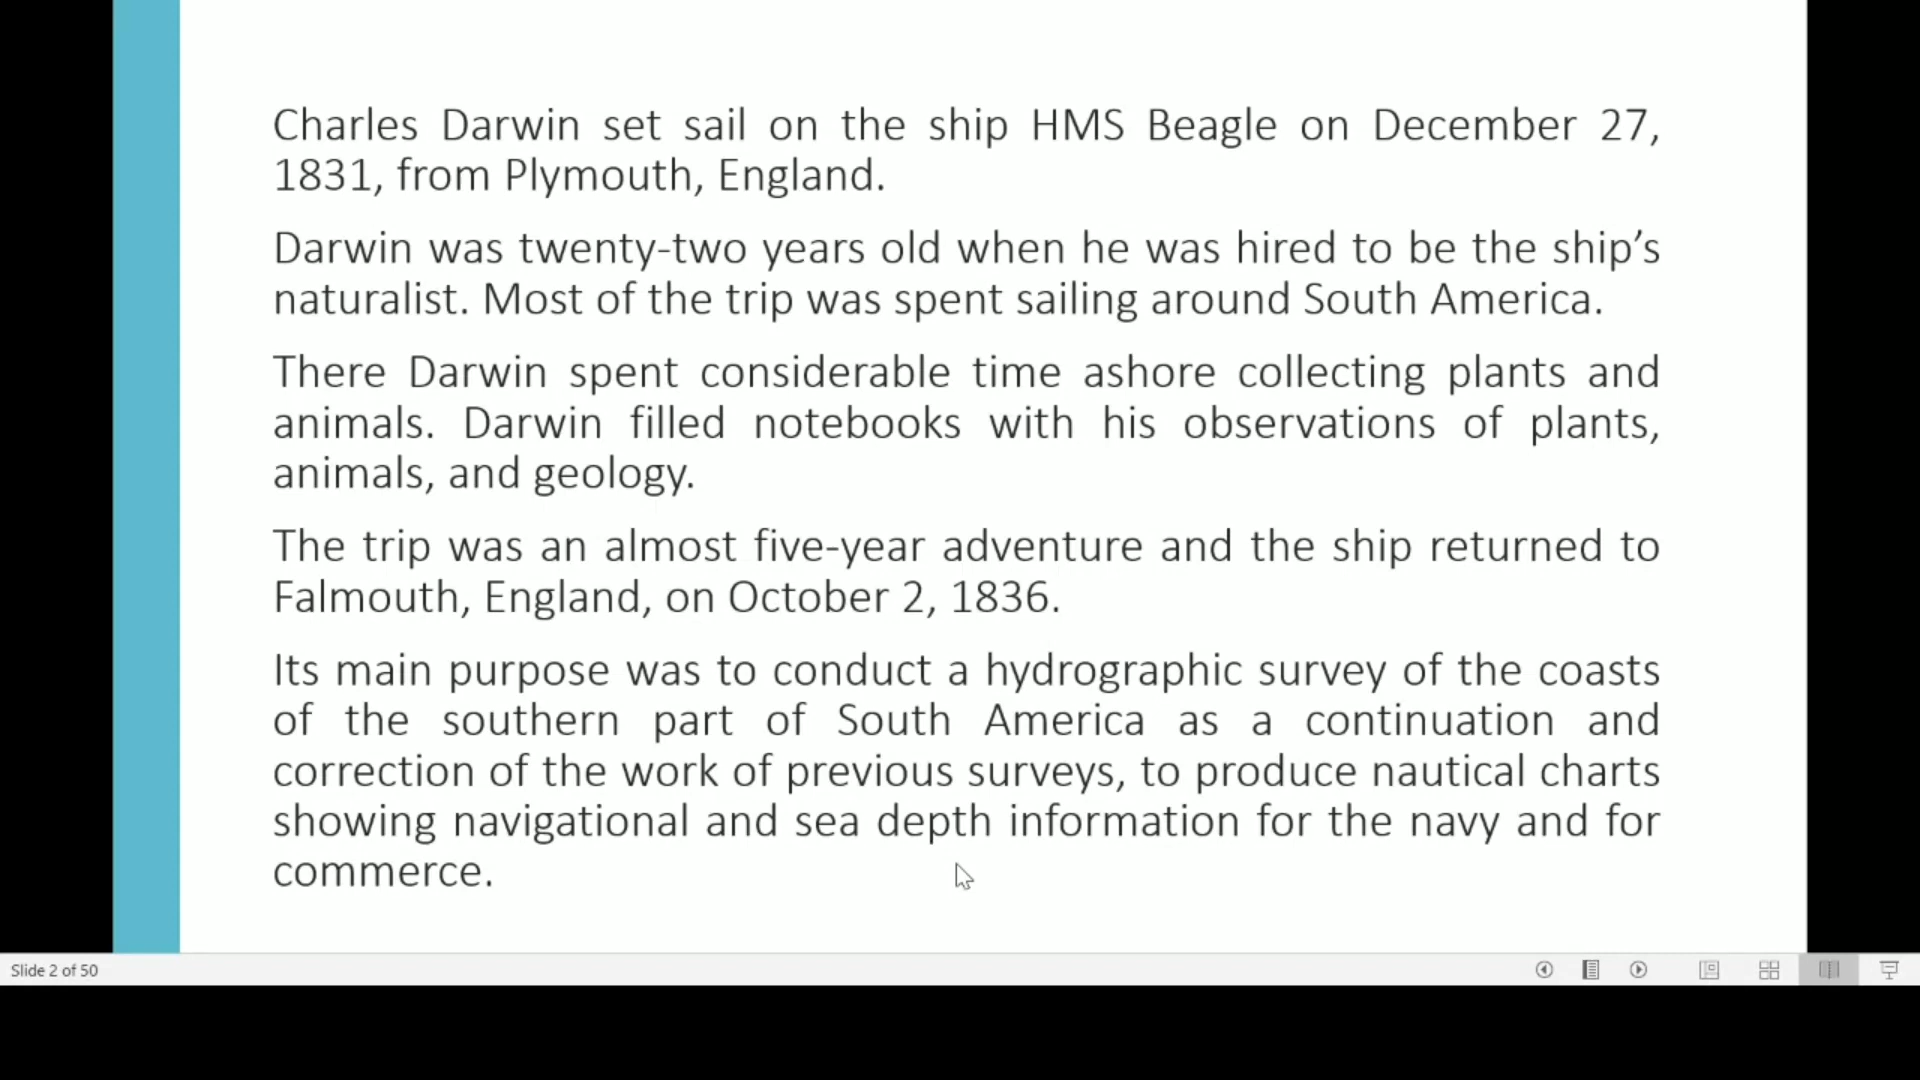 Charles Darwin set sail on the ship HMS Beagle on December 27,
1831, from Plymouth, England.
Darwin was twenty-two years old when he was hired to be the ship’s
naturalist. Most of the trip was spent sailing around South America.
There Darwin spent considerable time ashore collecting plants and
animals. Darwin filled notebooks with his observations of plants,
animals, and geology.
The trip was an almost five-year adventure and the ship returned to
Falmouth, England, on October 2, 1836.
Its main purpose was to conduct a hydrographic survey of the coasts
of the southern part of South America as a continuation and
correction of the work of previous surveys, to produce nautical charts
showing navigational and sea depth information for the navy and for
commerce.
Slide 2 of 50